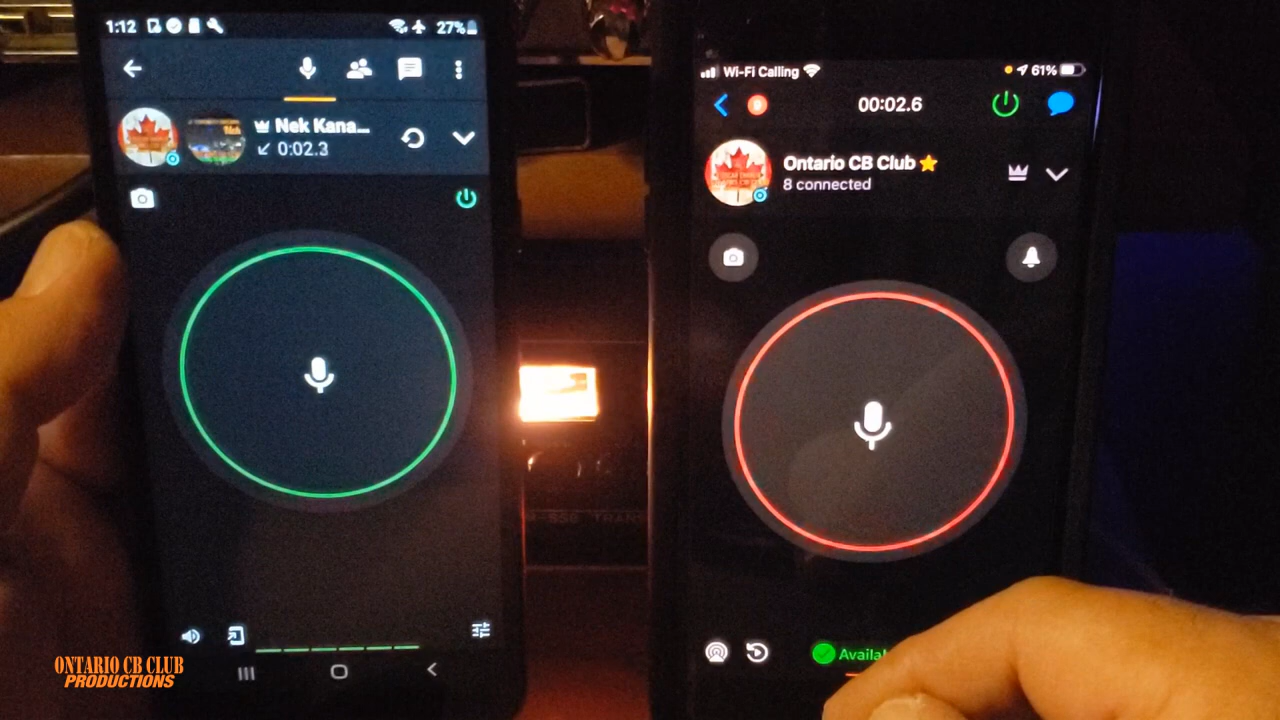 1:12
27%
Nek Kana...
0:02.3
Wi-Fi Calling
61%
00:02.6
Ontario CB Club
8 connected
ONTARIO CB CLUB
PRODUCTIONS